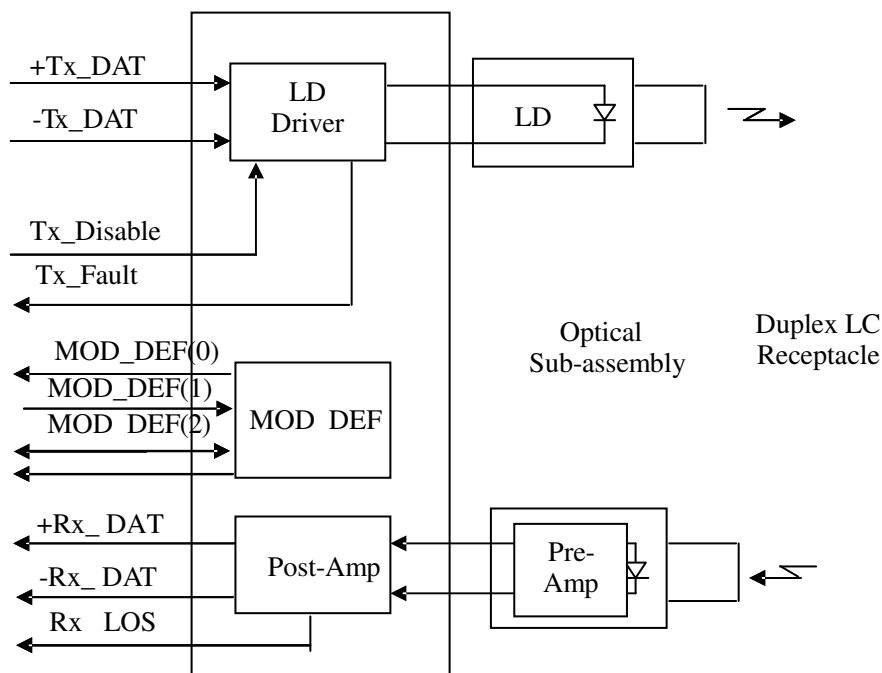 +Tx_DAT
-Tx_DAT
LD
Driver
LD
Tx_Disable
Tx_Fault
MOD_DEF(0)
MOD_DEF(1)
MOD DEF(2)
MOD DEF
Optical
Sub-assembly
Duplex LC
Receptacle
+Rx_ DAT
-Rx_ DAT
Rx LOS
Post-Amp
Pre-
Amp